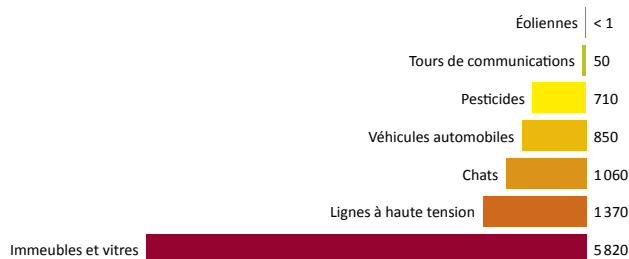 Éoliennes < 1
Tours de communications 50
Pesticides 710
Véhicules automobiles 850
Chats 1 060
Lignes à haute tension 1 370
Immeubles et vitres 5 820